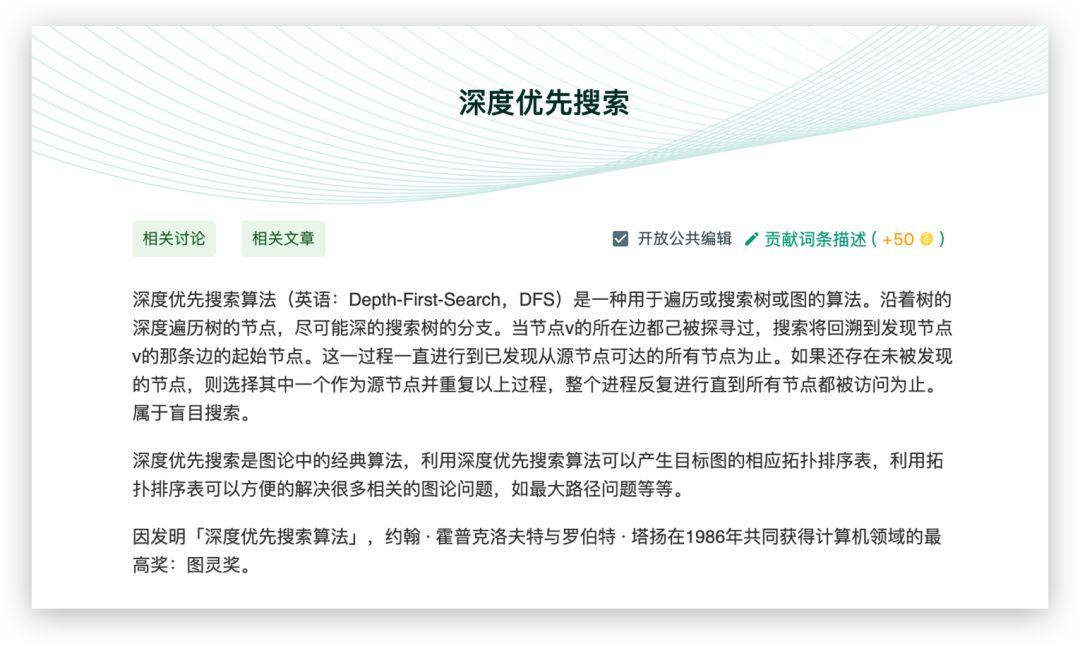 深度优先搜索
相关讨论
相关文章
开放公共编辑
贡献词条描述 ( +50 )
深度优先搜索算法（英语：Depth-First-Search，DFS）是一种用于遍历或搜索树或图的算法。沿着树的
深度遍历树的节点，尽可能深的搜索树的分支。当节点v的所在边都己被探寻过，搜索将回溯到发现节点
v的那条边的起始节点。这一过程一直进行到已发现从源节点可达的所有节点为止。如果还存在未被发现
的节点，则选择其中一个作为源节点并重复以上过程，整个进程反复进行直到所有节点都被访问为止。
属于盲目搜索。
深度优先搜索是图论中的经典算法，利用深度优先搜索算法可以产生目标图的相应拓扑排序表，利用拓
扑排序表可以方便的解决很多相关的图论问题，如最大路径问题等等。
因发明「深度优先搜索算法」，约翰 · 霍普克洛夫特与罗伯特 · 塔扬在1986年共同获得计算机领域的最
高奖：图灵奖。